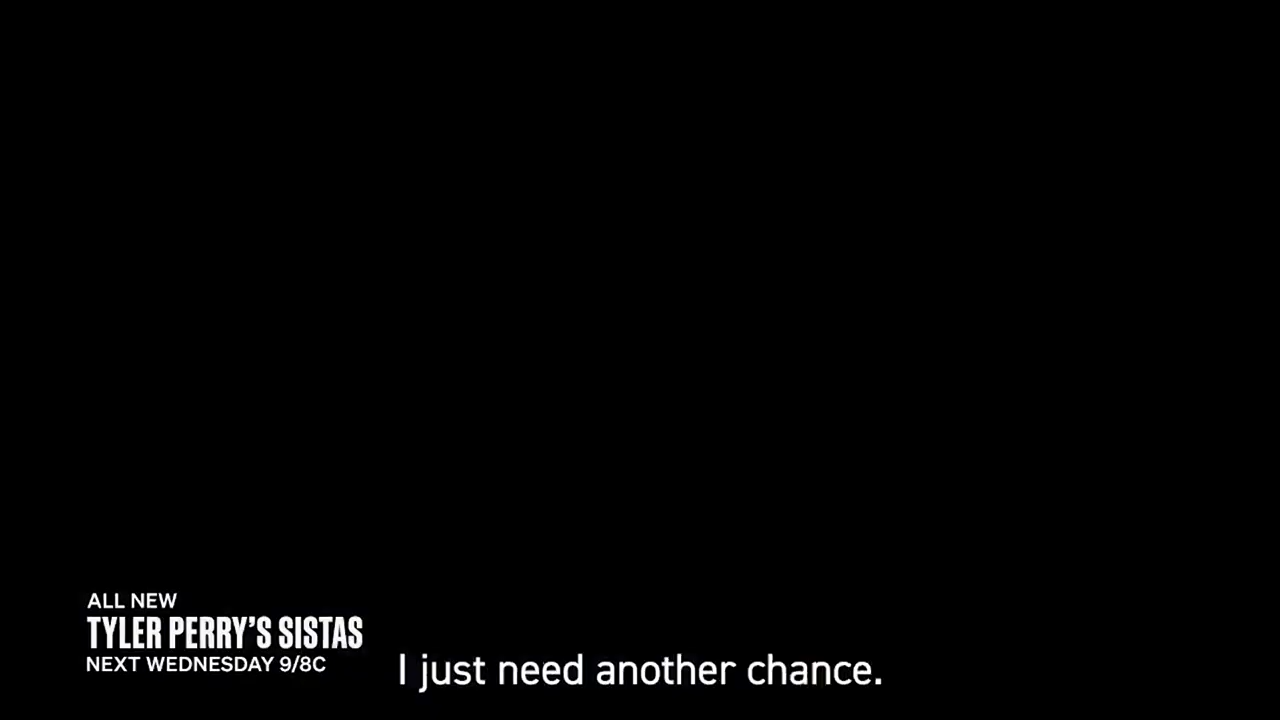 ALL NEW
TYLER PERRY'S SISTAS
NEXT WEDNESDAY 9/8C
I just need another chance.